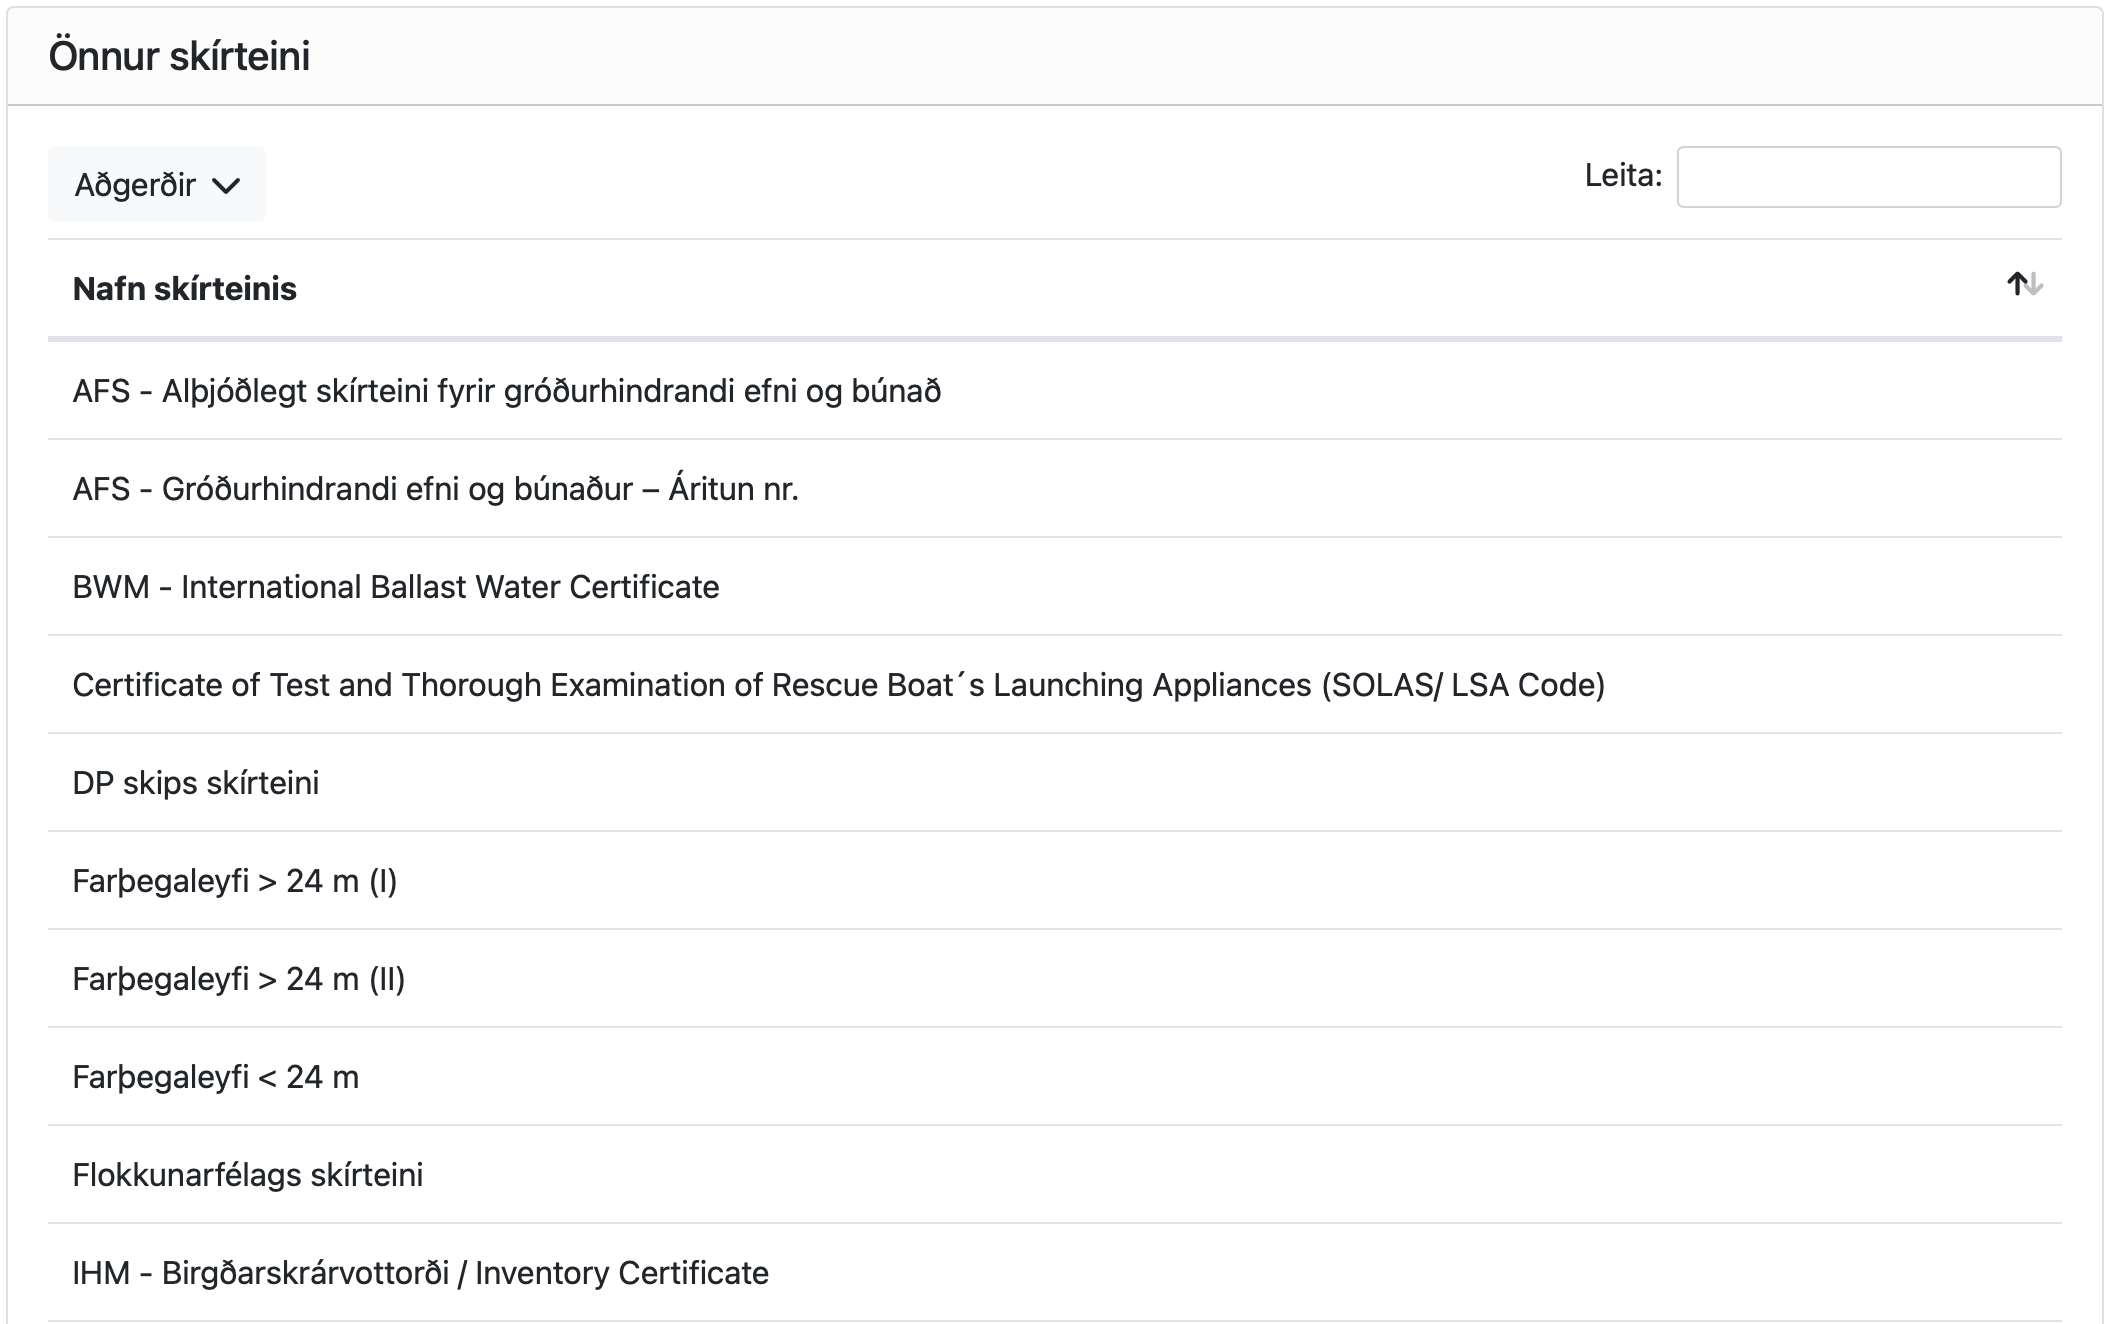 Önnur skírteini
Aðgerðir
Leita:
Nafn skírteinis
AFS - Alþjóðlegt skírteini fyrir gróðurhindrandi efni og búnað
AFS - Gróðurhindrandi efni og búnaður – Áritun nr.
BWM - International Ballast Water Certificate
Certificate of Test and Thorough Examination of Rescue Boat´s Launching Appliances (SOLAS/ LSA Code)
DP skips skírteini
Farþegaleyfi > 24 m (I)
Farþegaleyfi > 24 m (II)
Farþegaleyfi < 24 m
Flokkunarfélags skírteini
IHM - Birgðarskrárvottorði / Inventory Certificate